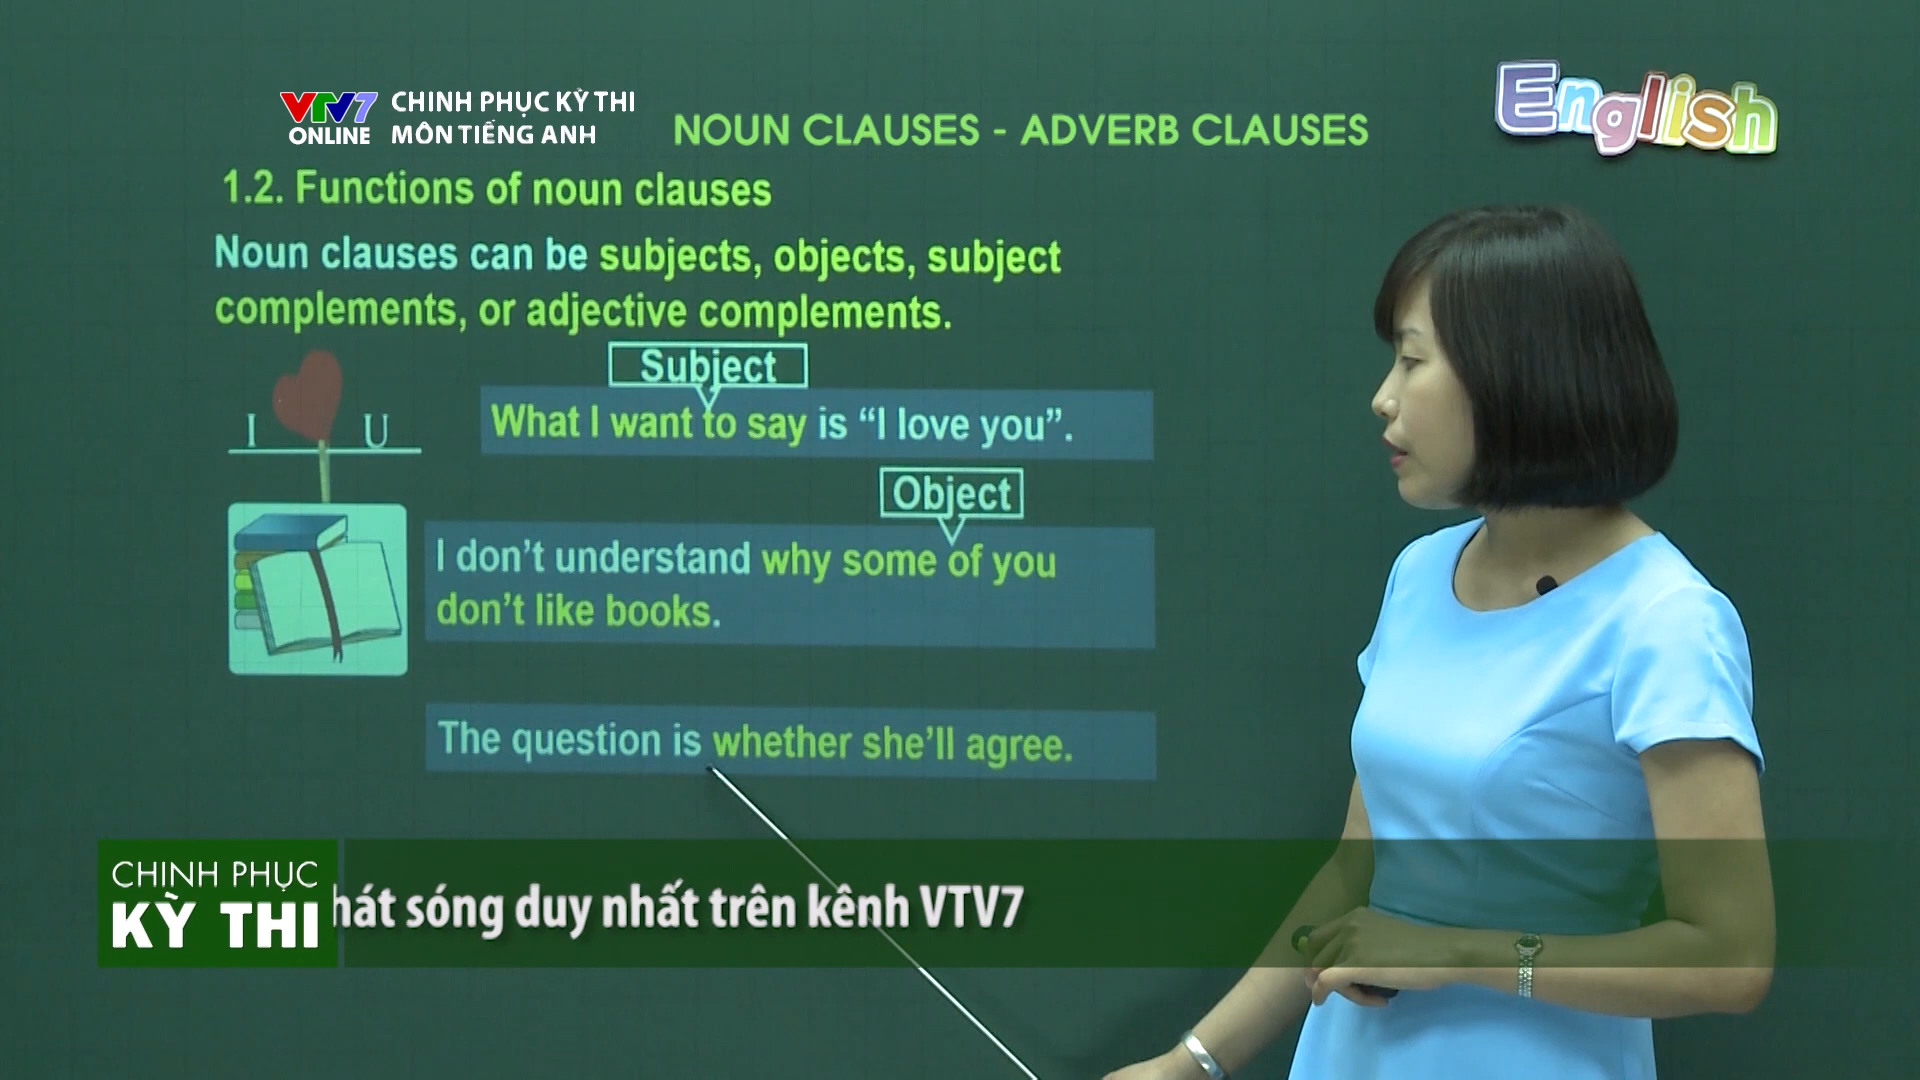 VTV7
ONLINE
CHINH PHỤC KỲ THI
MÔN TIẾNG ANH
NOUN CLAUSES - ADVERB CLAUSES
English
1.2. Functions of noun clauses
Noun clauses can be subjects, objects, subject
complements, or adjective complements.
Subject
I U
What I want to say is “I love you”.
Object
I don’t understand why some of you
don’t like books.
The question is whether she’ll agree.
CHINH PHỤC
KỲ THI
hát sóng duy nhất trên kênh VTV7